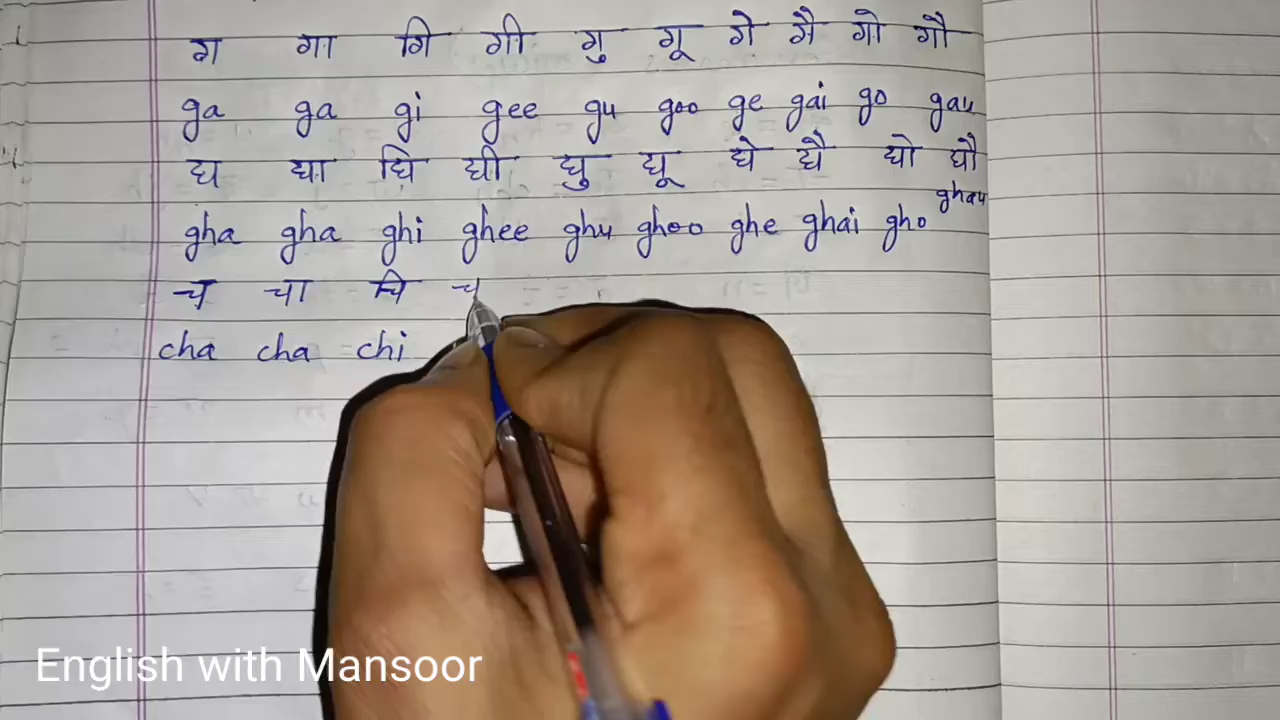 ग गा गि गी गु गू गे गै गो गौ
ga ga gi gee gu goo ge gai go gau
घ घा घि घी घु घू घे घै घो घौ
gha gha ghi ghee ghu ghoo ghe ghai gho ghau
च चा चि च
cha cha chi
English with Mansoor